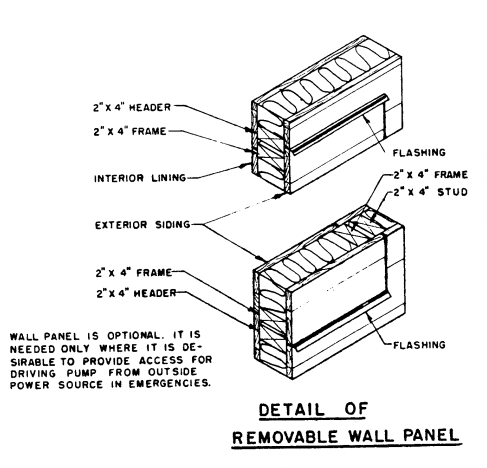 2"X 4" HEADER
2"X 4" FRAME
INTERIOR LINING
FLASHING
2"X 4" FRAME
2"X 4" STUD
EXTERIOR SIDING
2"X 4" FRAME
2"X 4" HEADER
FLASHING
WALL PANEL IS OPTIONAL. IT IS
NEEDED ONLY WHERE IT IS DE-
SIRABLE TO PROVIDE ACCESS FOR
DRIVING PUMP FROM OUTSIDE
POWER SOURCE IN EMERGENCIES.
DETAIL OF
REMOVABLE WALL PANEL